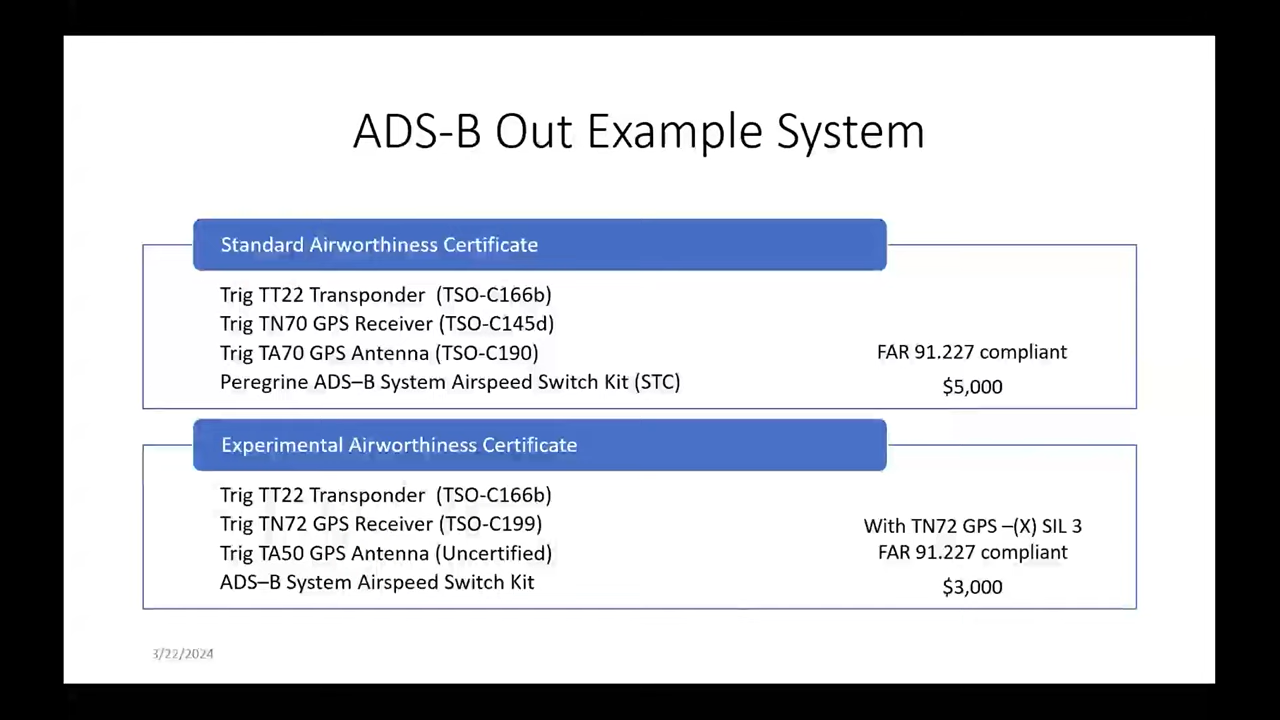 ADS-B Out Example System
Standard Airworthiness Certificate
Trig TT22 Transponder (TSO-C166b)
Trig TN70 GPS Receiver (TSO-C145d)
Trig TA70 GPS Antenna (TSO-C190)
Peregrine ADS–B System Airspeed Switch Kit (STC)
FAR 91.227 compliant
$5,000
Experimental Airworthiness Certificate
Trig TT22 Transponder (TSO-C166b)
Trig TN72 GPS Receiver (TSO-C199)
Trig TA50 GPS Antenna (Uncertified)
ADS–B System Airspeed Switch Kit
With TN72 GPS –(X) SIL 3
FAR 91.227 compliant
$3,000
3/22/2024